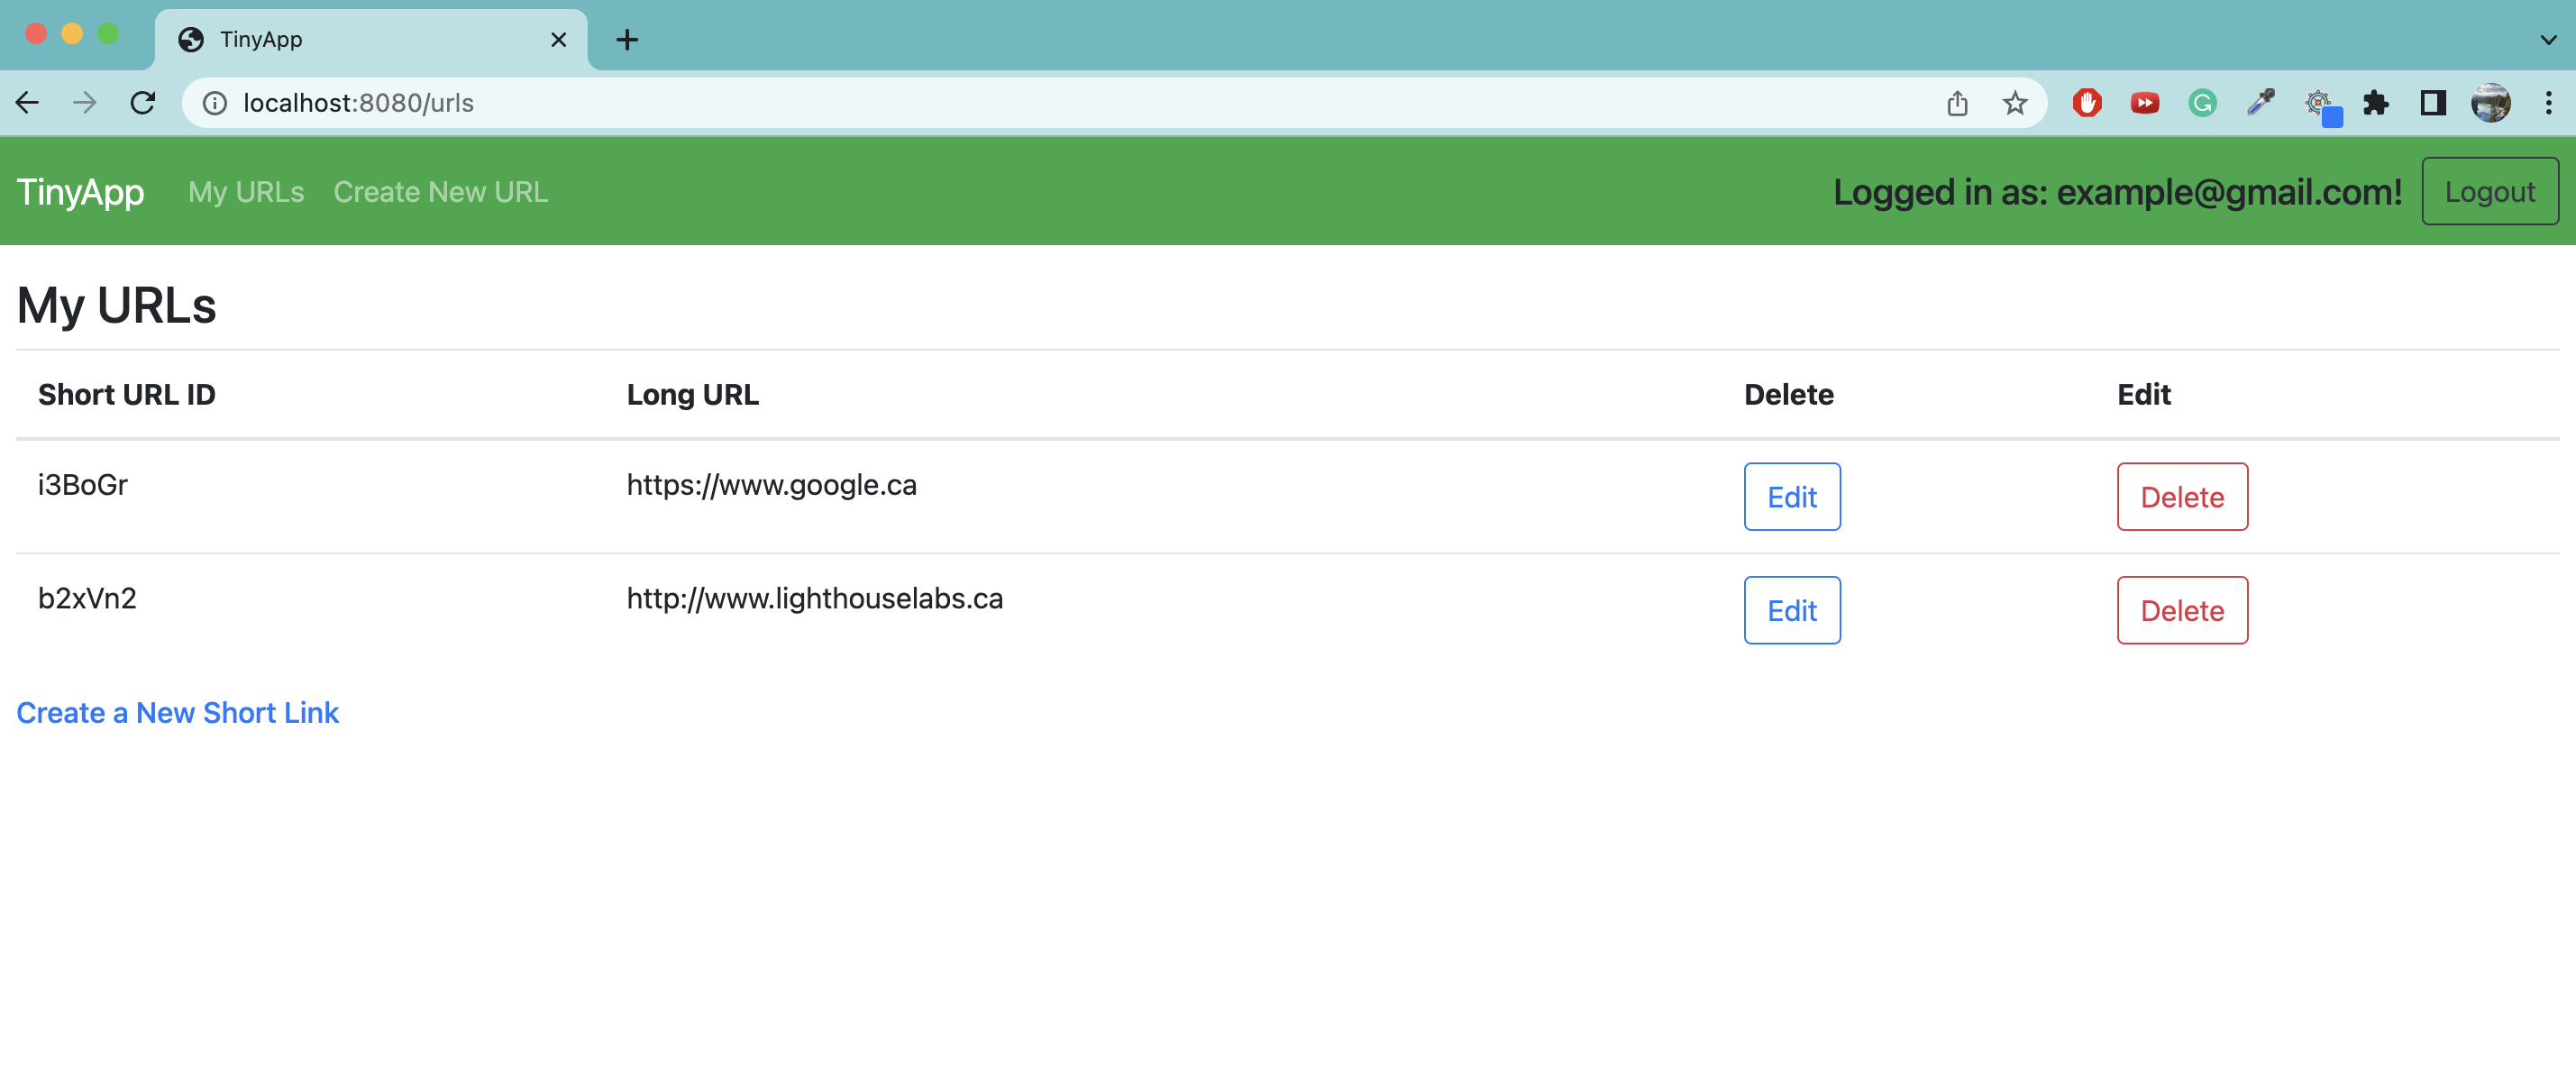 TinyApp
localhost:8080/urls
TinyApp My URLs Create New URL Logged in as: example@gmail.com! Logout
My URLs
Short URL ID Long URL Delete Edit
i3BoGr https://www.google.ca Edit Delete
b2xVn2 http://www.lighthouselabs.ca Edit Delete
Create a New Short Link